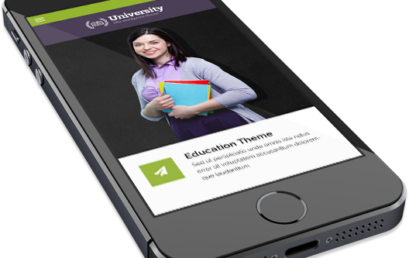 University
Education Theme
Sed ut perspiciatis unde omnis iste natus
error sit voluptatem accusantium dolorem-
que laudantium